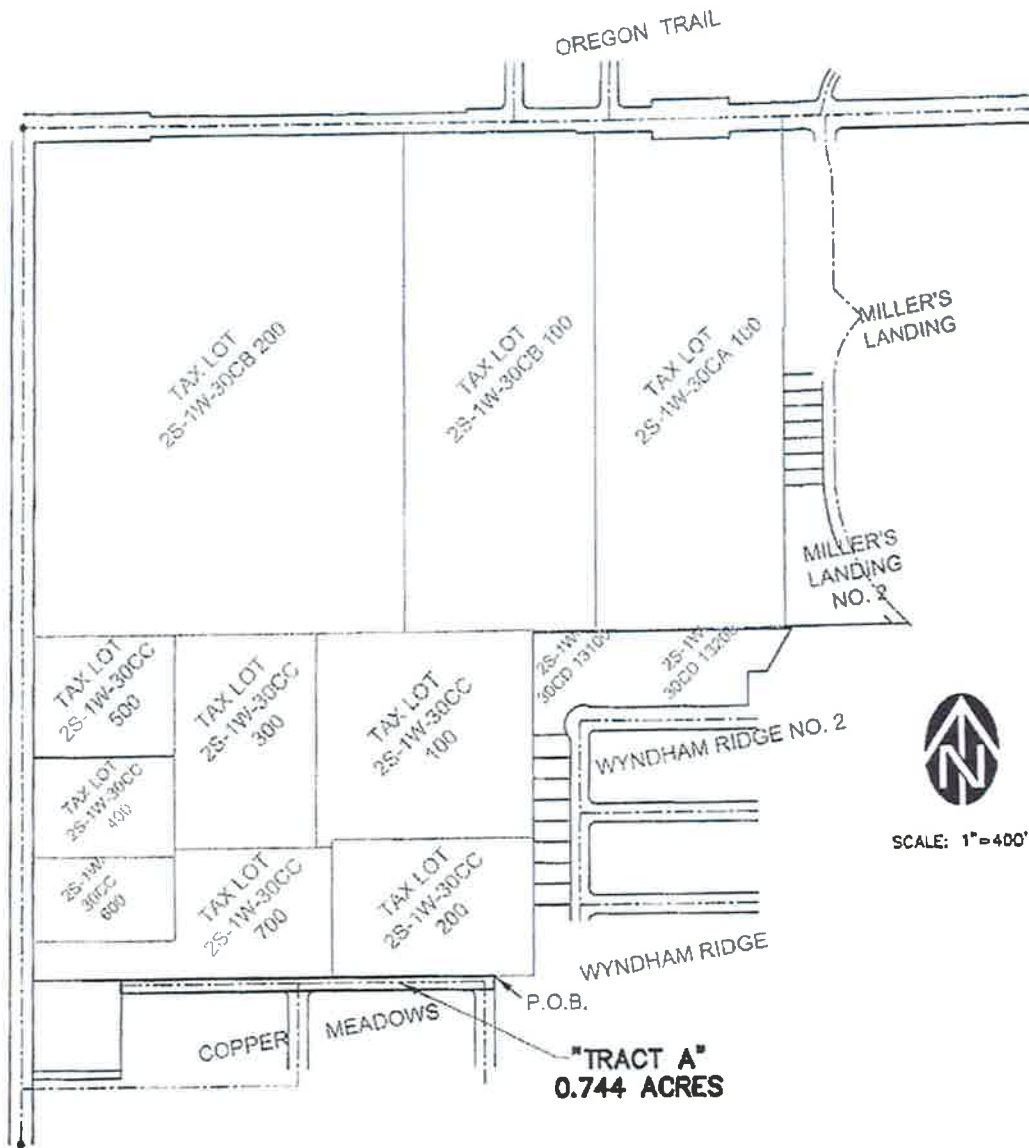 OREGON TRAIL
TAX LOT
2S-1W-30CB 200
TAX LOT
2S-1W-30CB 100
TAX LOT
2S-1W-30CA 100
MILLER'S
LANDING
MILLER'S
LANDING
NO. 2
TAX LOT
2S-1W-30CC
500
TAX LOT
2S-1W-30CC
300
TAX LOT
2S-1W-30CC
100
2S-1W-
30CD 13100
2S-1W-
30CD 13200
WYNDHAM RIDGE NO. 2
N
SCALE: 1"=400'
TAX LOT
2S-1W-30CC
400
2S-1W-
30CC
600
TAX LOT
2S-1W-30CC
700
TAX LOT
2S-1W-30CC
200
WYNDHAM RIDGE
P.O.B.
COPPER MEADOWS
"TRACT A"
0.744 ACRES